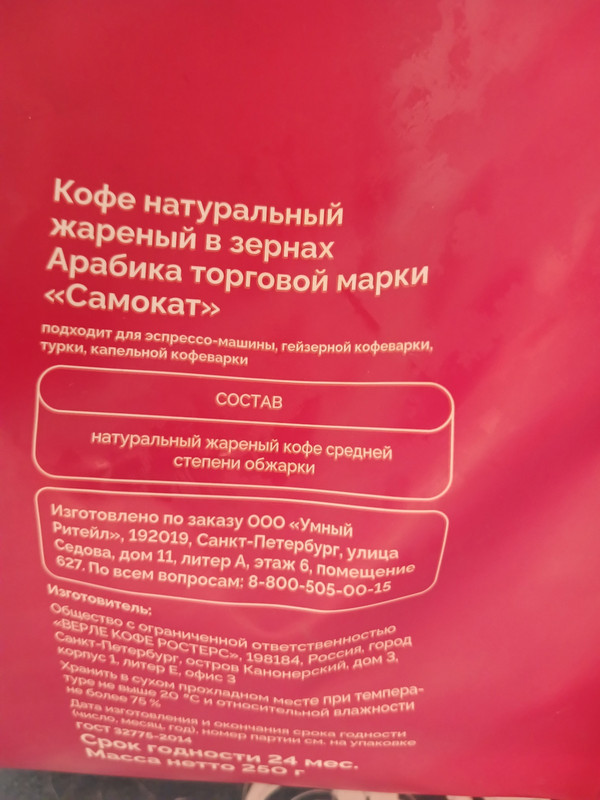 Кофе натуральный
жареный в зернах
Арабика торговой марки
«Самокат»
подходит для эспрессо-машины, гейзерной кофеварки,
турки, капельной кофеварки
СОСТАВ
натуральный жареный кофе средней
степени обжарки
Изготовлено по заказу ООО «Умный
Ритейл», 192019, Санкт-Петербург, улица
Седова, дом 11, литер А, этаж 6, помещение
627. По всем вопросам: 8-800-505-00-15
Изготовитель:
Общество с ограниченной ответственностью
«ВЕРЛЕ КОФЕ РОСТЕРС», 198184, Россия, город
Санкт-Петербург, остров Канонерский, дом 3,
корпус 1, литер Е, офис 3
Хранить в сухом прохладном месте при темпера-
туре не выше 20 °С и относительной влажности
не более 75 %
Дата изготовления и окончания срока годности
(число, месяц, год), номер партии см. на упаковке
ГОСТ 32775-2014
Срок годности 24 мес.
Масса нетто 250 г